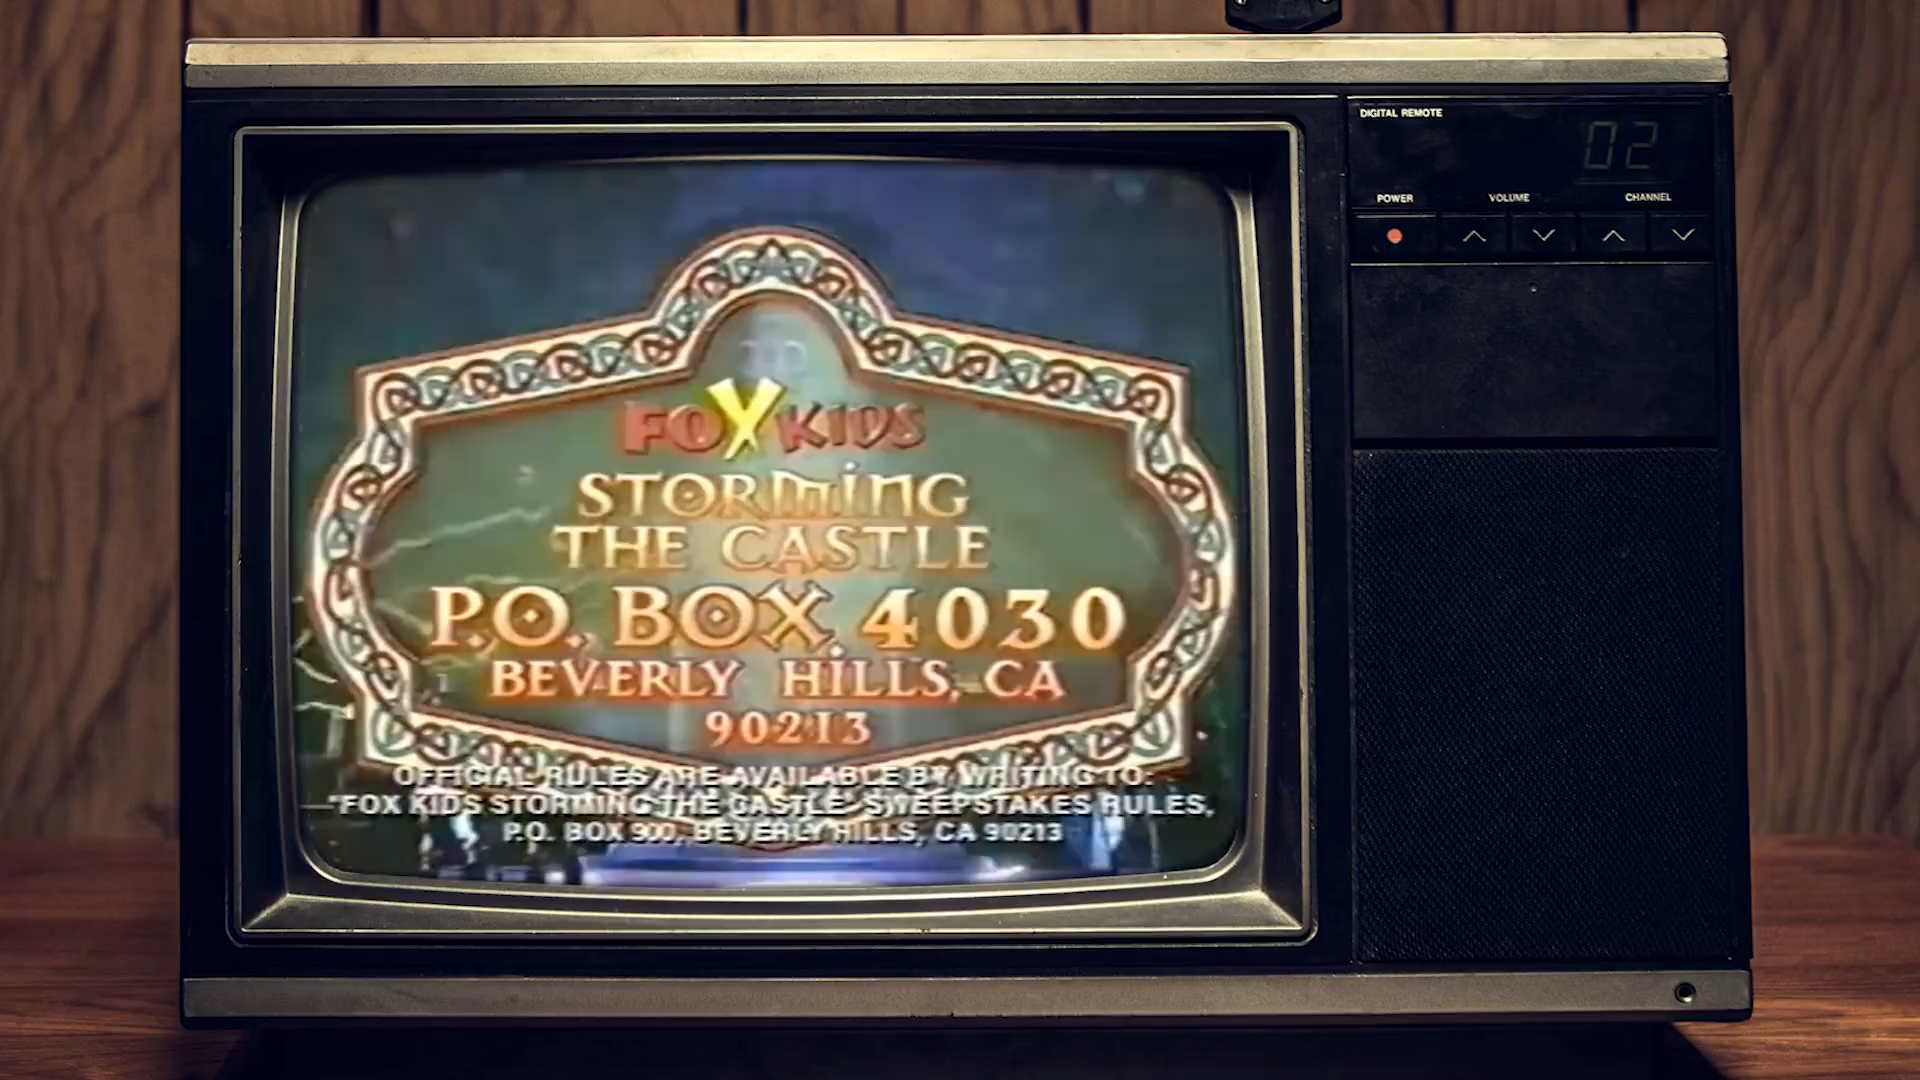 DIGITAL REMOTE
02
POWER VOLUME CHANNEL
FOX KIDS
STORMING
THE CASTLE
P.O. BOX 4030
BEVERLY HILLS, CA
90213
OFFICIAL RULES ARE AVAILABLE BY WRITING TO:
"FOX KIDS STORMING THE CASTLE" SWEEPSTAKES RULES,
P.O. BOX 900, BEVERLY HILLS, CA 90213